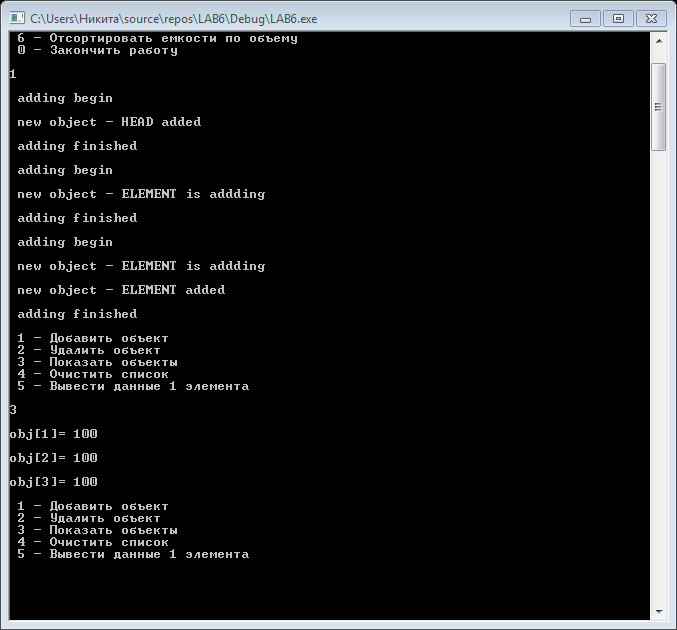 C:\Users\Никита\source\repos\LAB6\Debug\LAB6.exe
6 – Отсортировать емкости по объему
0 – Закончить работу
1
adding begin
new object – HEAD added
adding finished
adding begin
new object – ELEMENT is addding
adding finished
adding begin
new object – ELEMENT is addding
new object – ELEMENT added
adding finished
1 – Добавить объект
2 – Удалить объект
3 – Показать объекты
4 – Очистить список
5 – Вывести данные 1 элемента
3
obj[1]= 100
obj[2]= 100
obj[3]= 100
1 – Добавить объект
2 – Удалить объект
3 – Показать объекты
4 – Очистить список
5 – Вывести данные 1 элемента